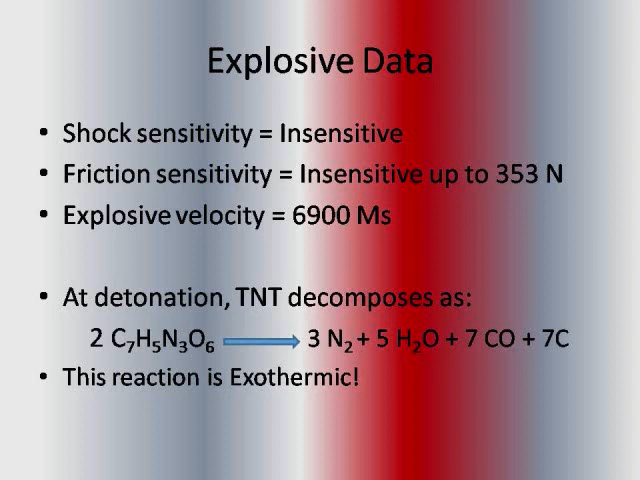 Explosive Data
• Shock sensitivity = Insensitive
• Friction sensitivity = Insensitive up to 353 N
• Explosive velocity = 6900 Ms
• At detonation, TNT decomposes as:
2 C₇H₅N₃O₆ → 3 N₂ + 5 H₂O + 7 CO + 7C
• This reaction is Exothermic!